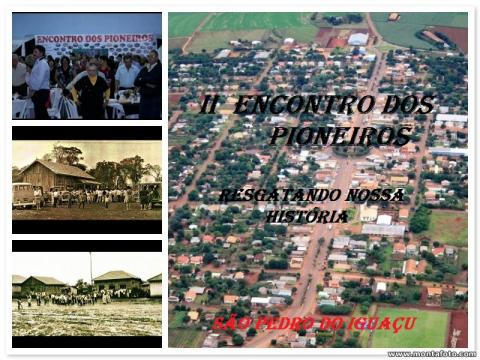 ENCONTRO DOS PIONEIROS
II ENCONTRO DOS
PIONEIROS
RESGATANDO NOSSA
HISTÓRIA
SÃO PEDRO DO IGUAÇU
www.montafoto.com